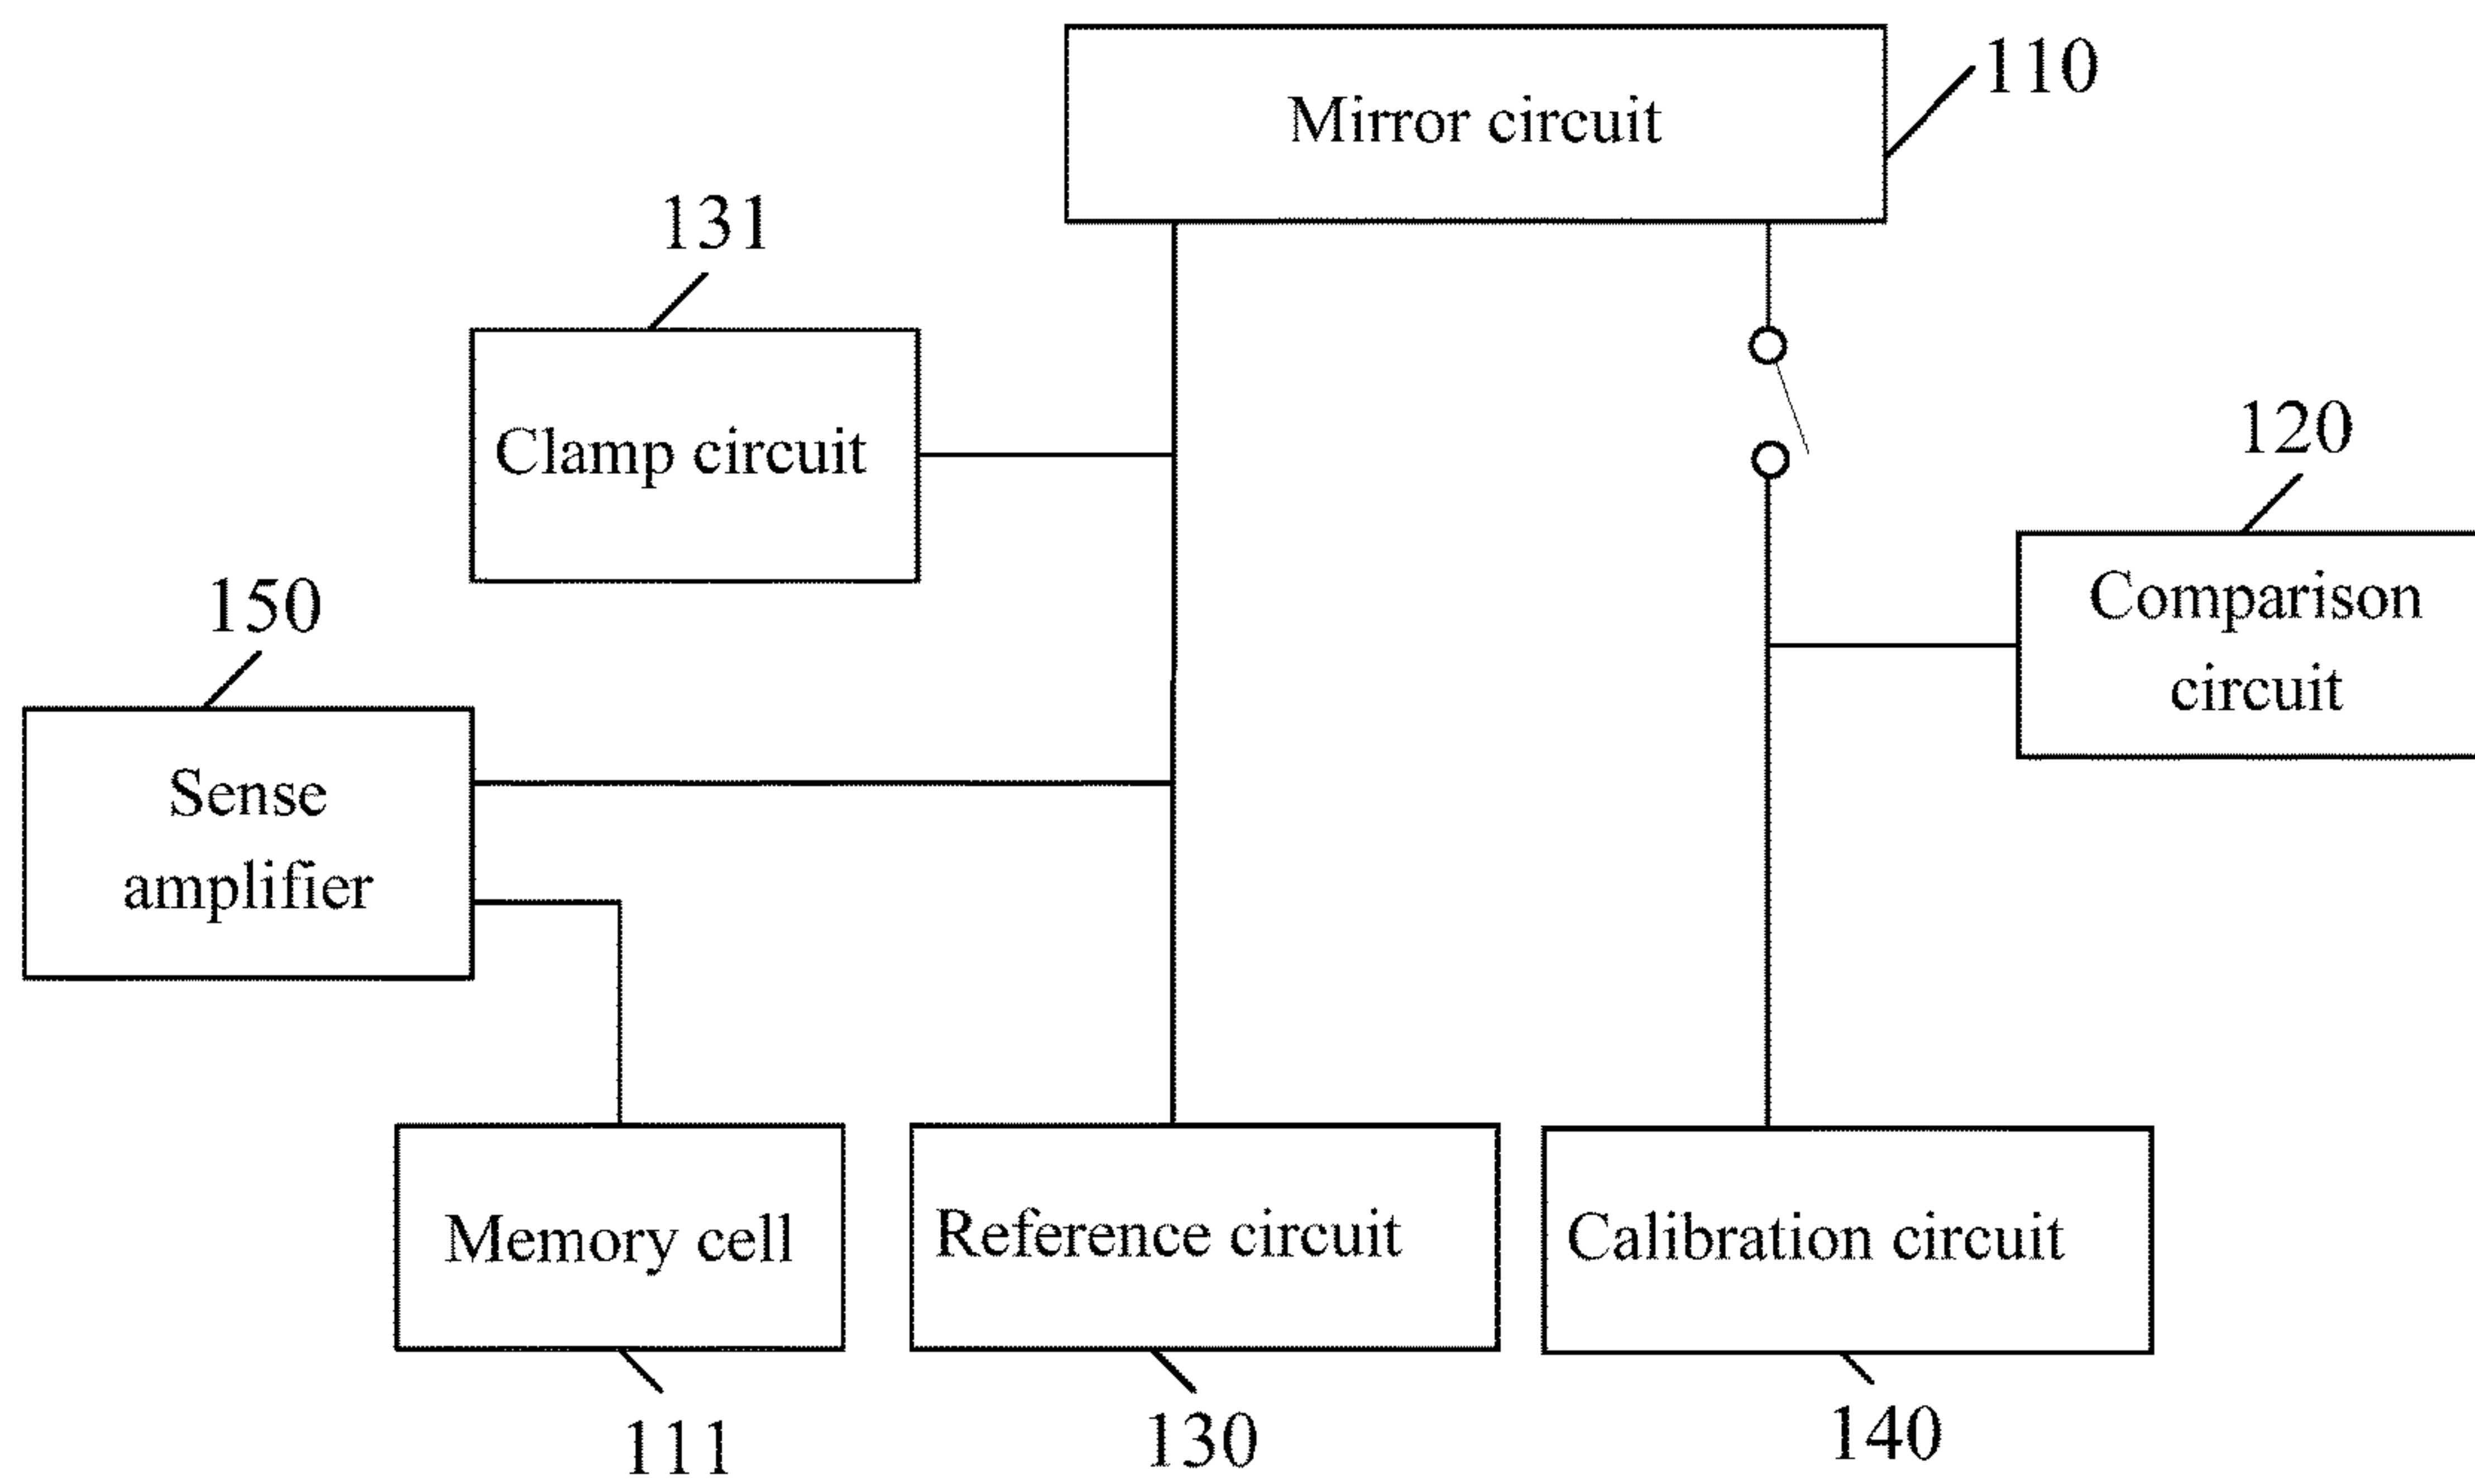 Mirror circuit
110
131
Clamp circuit
120
Comparison
circuit
150
Sense
amplifier
Memory cell
Reference circuit
Calibration circuit
111
130
140